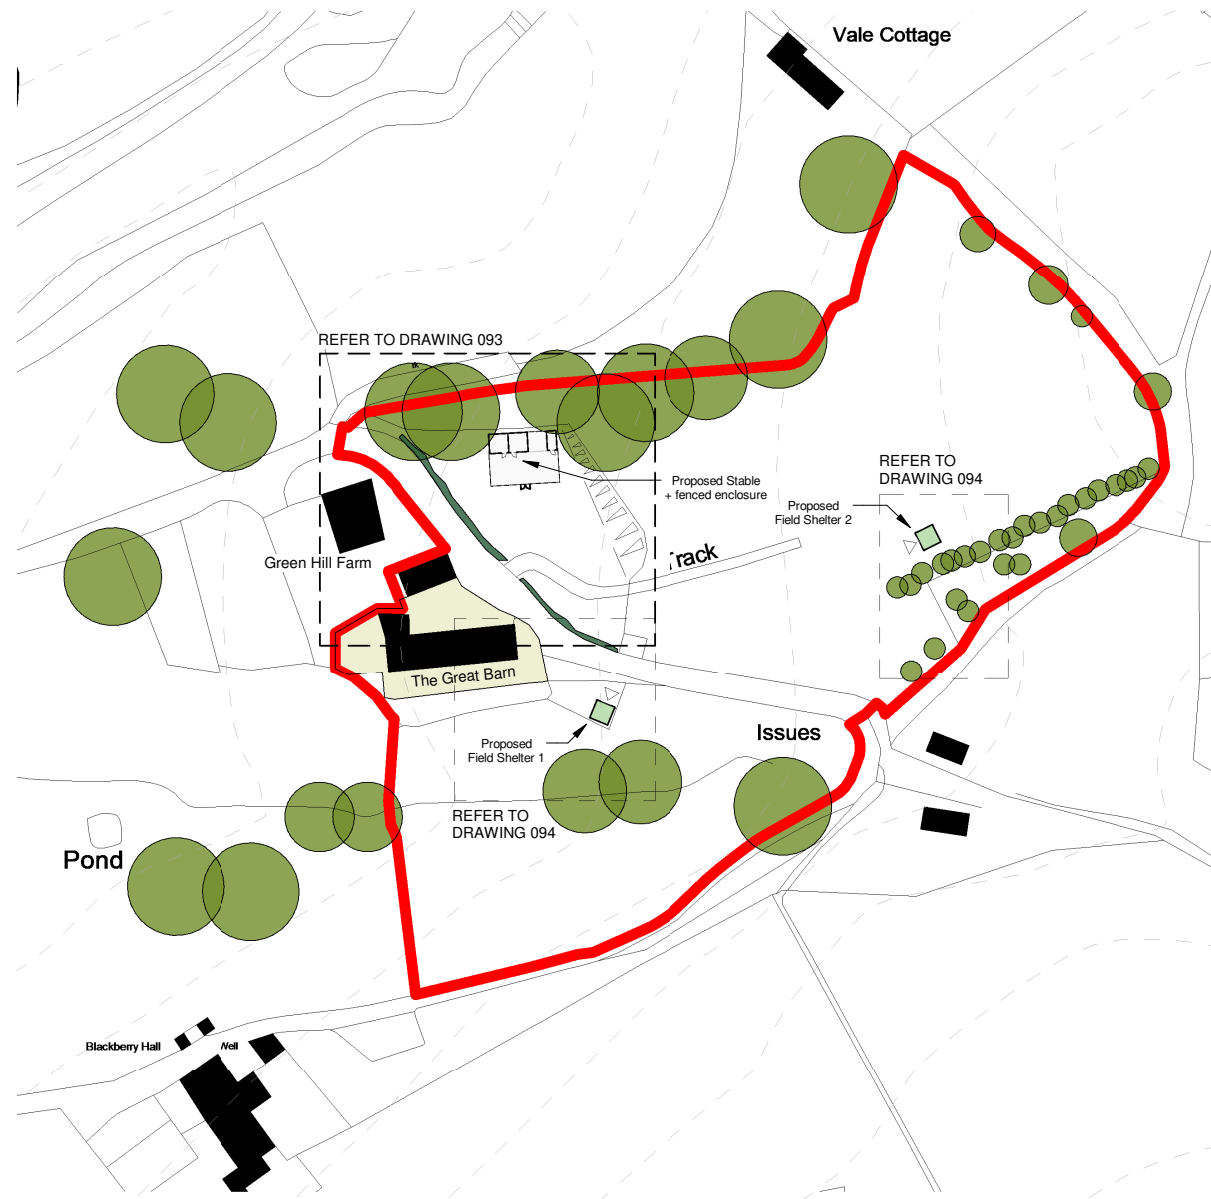 Vale Cottage
REFER TO DRAWING 093
REFER TO
DRAWING 094
Proposed Stable
+ fenced enclosure
Proposed
Field Shelter 2
Track
Green Hill Farm
The Great Barn
Issues
Proposed
Field Shelter 1
REFER TO
DRAWING 094
Pond
Blackberry Hall
Well